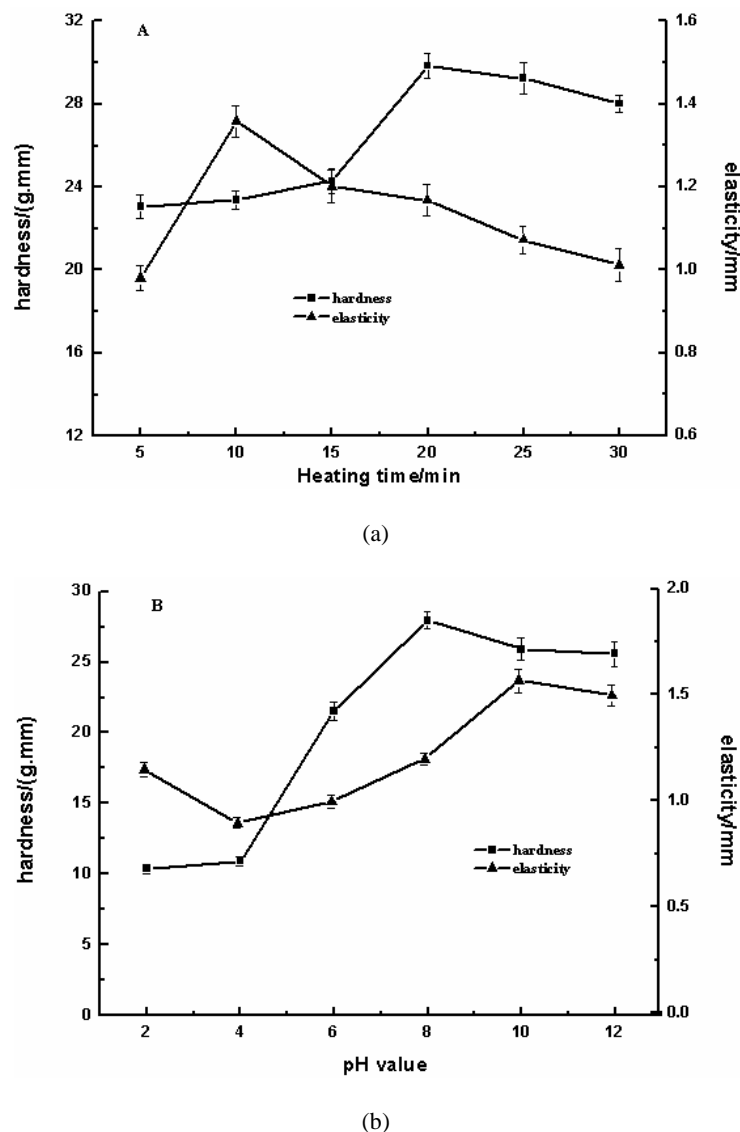 A
32
28
24
20
16
12
hardness/(g.mm)
1.6
1.4
1.2
1.0
0.8
0.6
elasticity/mm
hardness
elasticity
5 10 15 20 25 30
Heating time/min
(a)
B
30
25
20
15
10
5
0
hardness/(g.mm)
2.0
1.5
1.0
0.5
0.0
elasticity/mm
hardness
elasticity
2 4 6 8 10 12
pH value
(b)